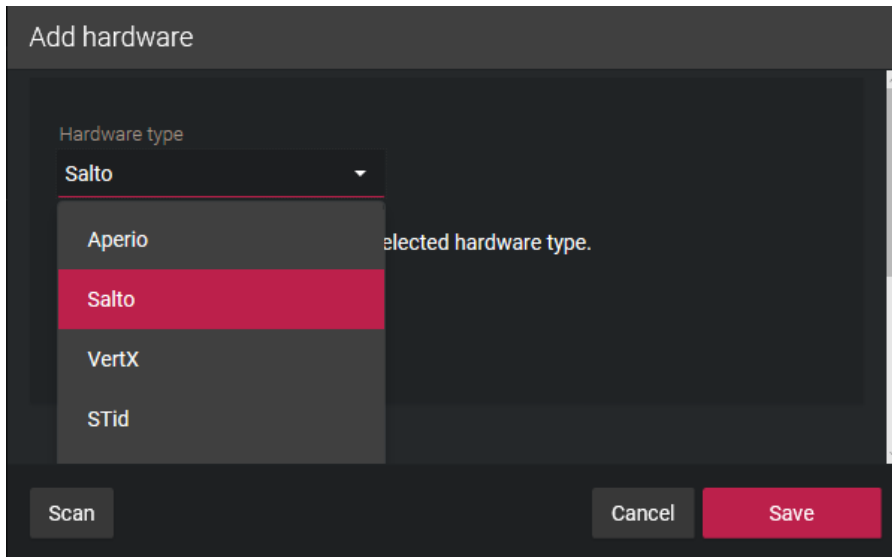 Add hardware
Hardware type
Salto
Aperio
elected hardware type.
Salto
VertX
STid
Scan
Cancel
Save